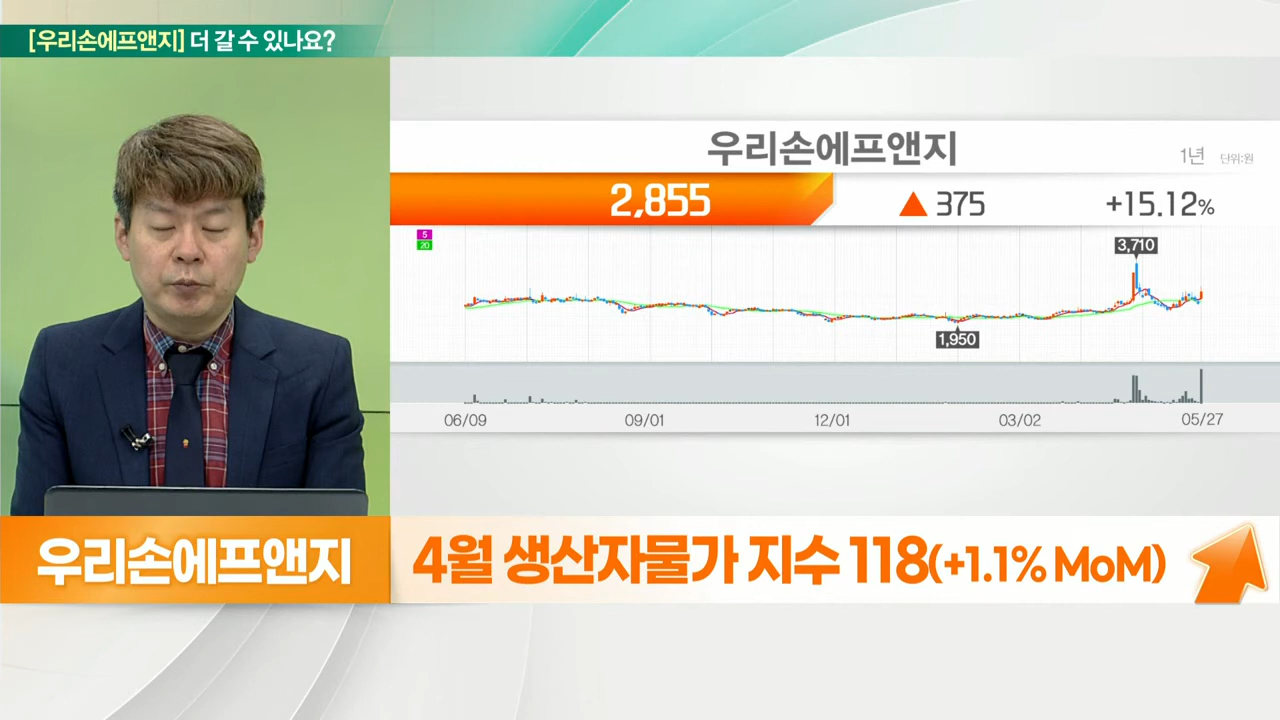 [우리손에프앤지] 더 갈 수 있나요?
우리손에프앤지
1년 단위:원
2,855 ▲ 375 +15.12%
5
20
3,710
1,950
06/09 09/01 12/01 03/02 05/27
우리손에프앤지
4월 생산자물가 지수 118(+1.1% MoM)